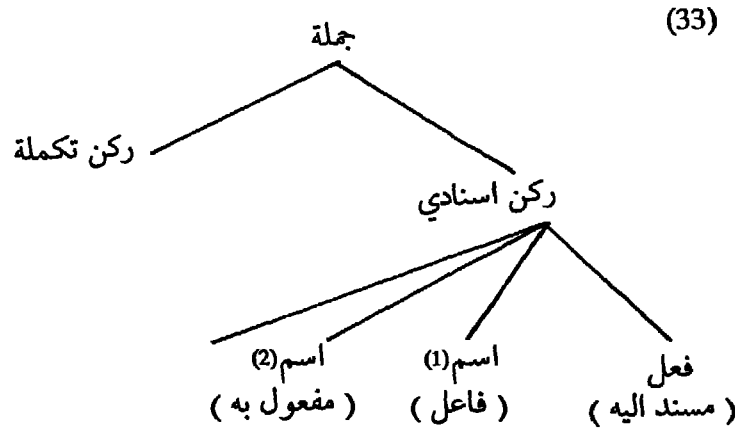 (33)
جملة
ركن اسنادي
ركن تكملة
فعل
(مسند اليه)
اسم(1)
(فاعل)
اسم(2)
(مفعول به)